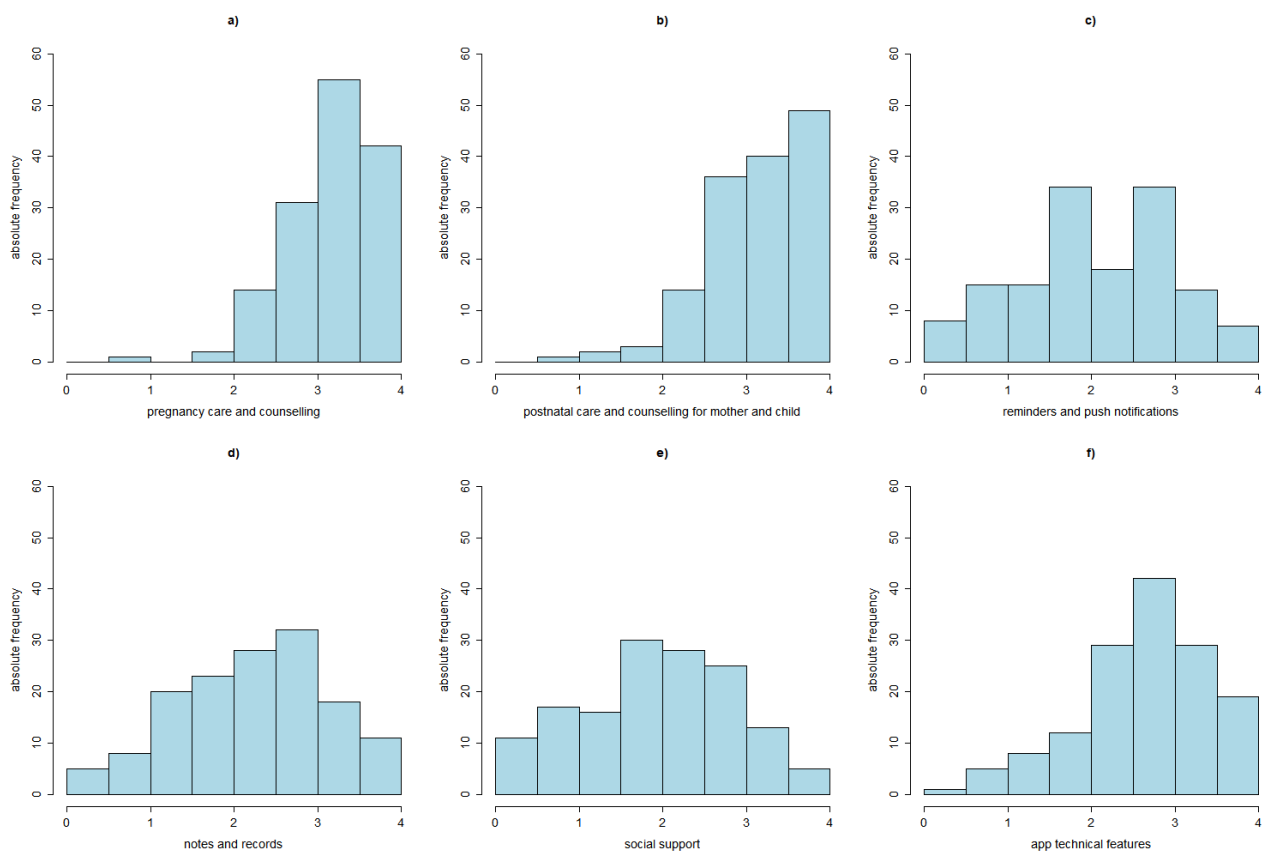 a)
60
50
40
30
20
10
0
absolute frequency
0 1 2 3 4
pregnancy care and counselling
b)
60
50
40
30
20
10
0
absolute frequency
0 1 2 3 4
postnatal care and counselling for mother and child
c)
60
50
40
30
20
10
0
absolute frequency
0 1 2 3 4
reminders and push notifications
d)
60
50
40
30
20
10
0
absolute frequency
0 1 2 3 4
notes and records
e)
60
50
40
30
20
10
0
absolute frequency
0 1 2 3 4
social support
f)
60
50
40
30
20
10
0
absolute frequency
0 1 2 3 4
app technical features